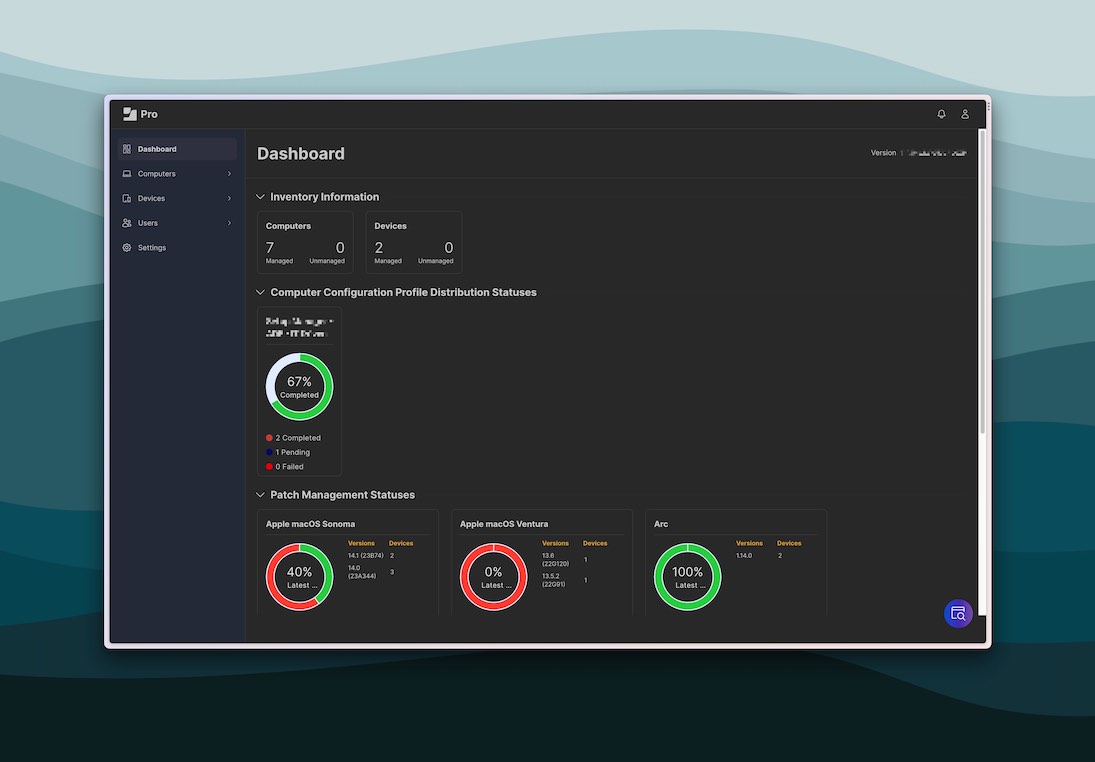 Pro
Dashboard
Computers
Devices
Users
Settings
Dashboard
Version
Inventory Information
Computers
7 0
Managed Unmanaged
Devices
2 0
Managed Unmanaged
Computer Configuration Profile Distribution Statuses
67%
Completed
2 Completed
1 Pending
0 Failed
Patch Management Statuses
Apple macOS Sonoma
Versions Devices
14.1 (23B74) 2
14.0
(23A344) 3
40%
Latest ...
Apple macOS Ventura
Versions Devices
13.6
(22G120) 1
13.5.2
(22G91) 1
0%
Latest ...
Arc
Versions Devices
1.14.0 2
100%
Latest ...